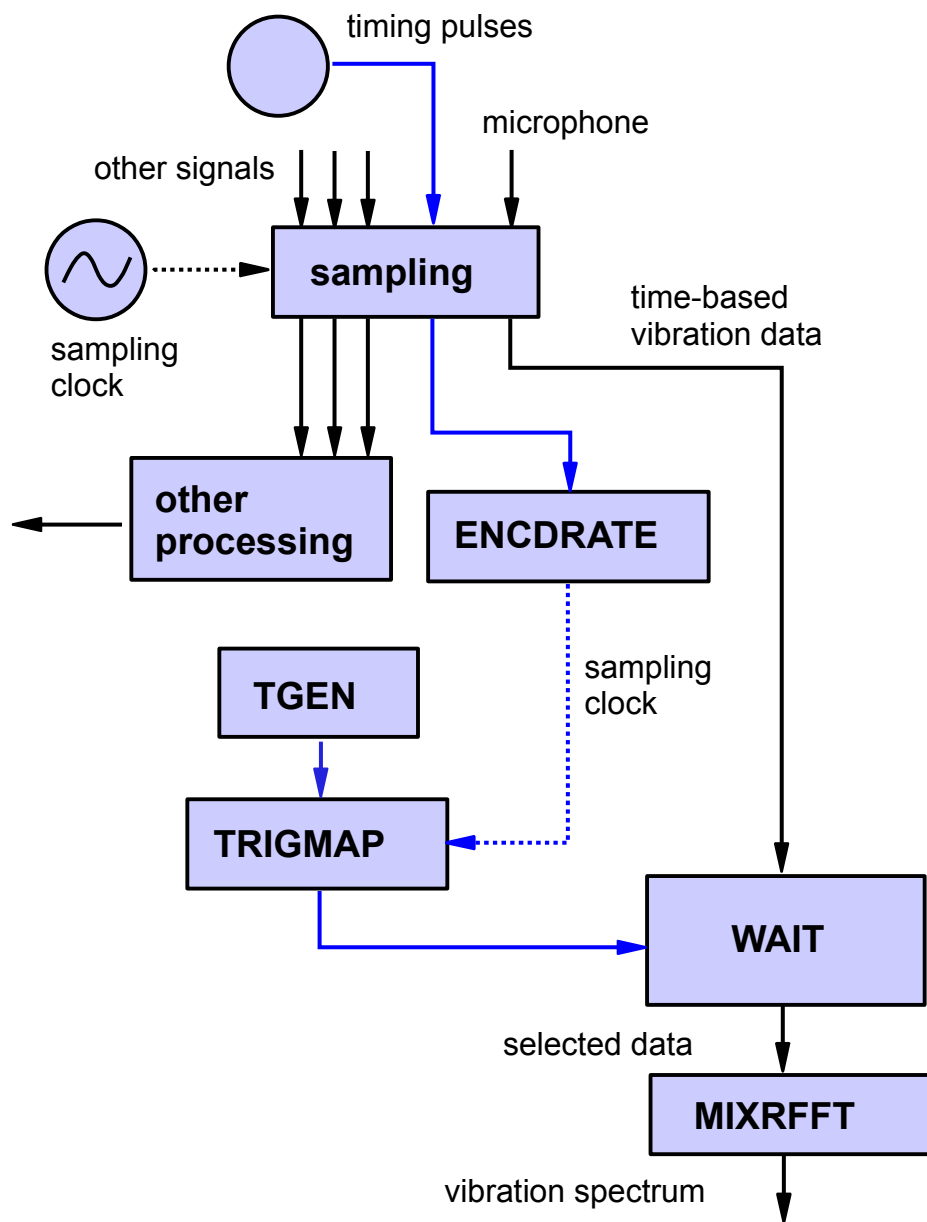 timing pulses
microphone
other signals
sampling
sampling
clock
time-based
vibration data
other
processing
ENCDRATE
sampling
clock
TGEN
TRIGMAP
WAIT
selected data
MIXRFFT
vibration spectrum